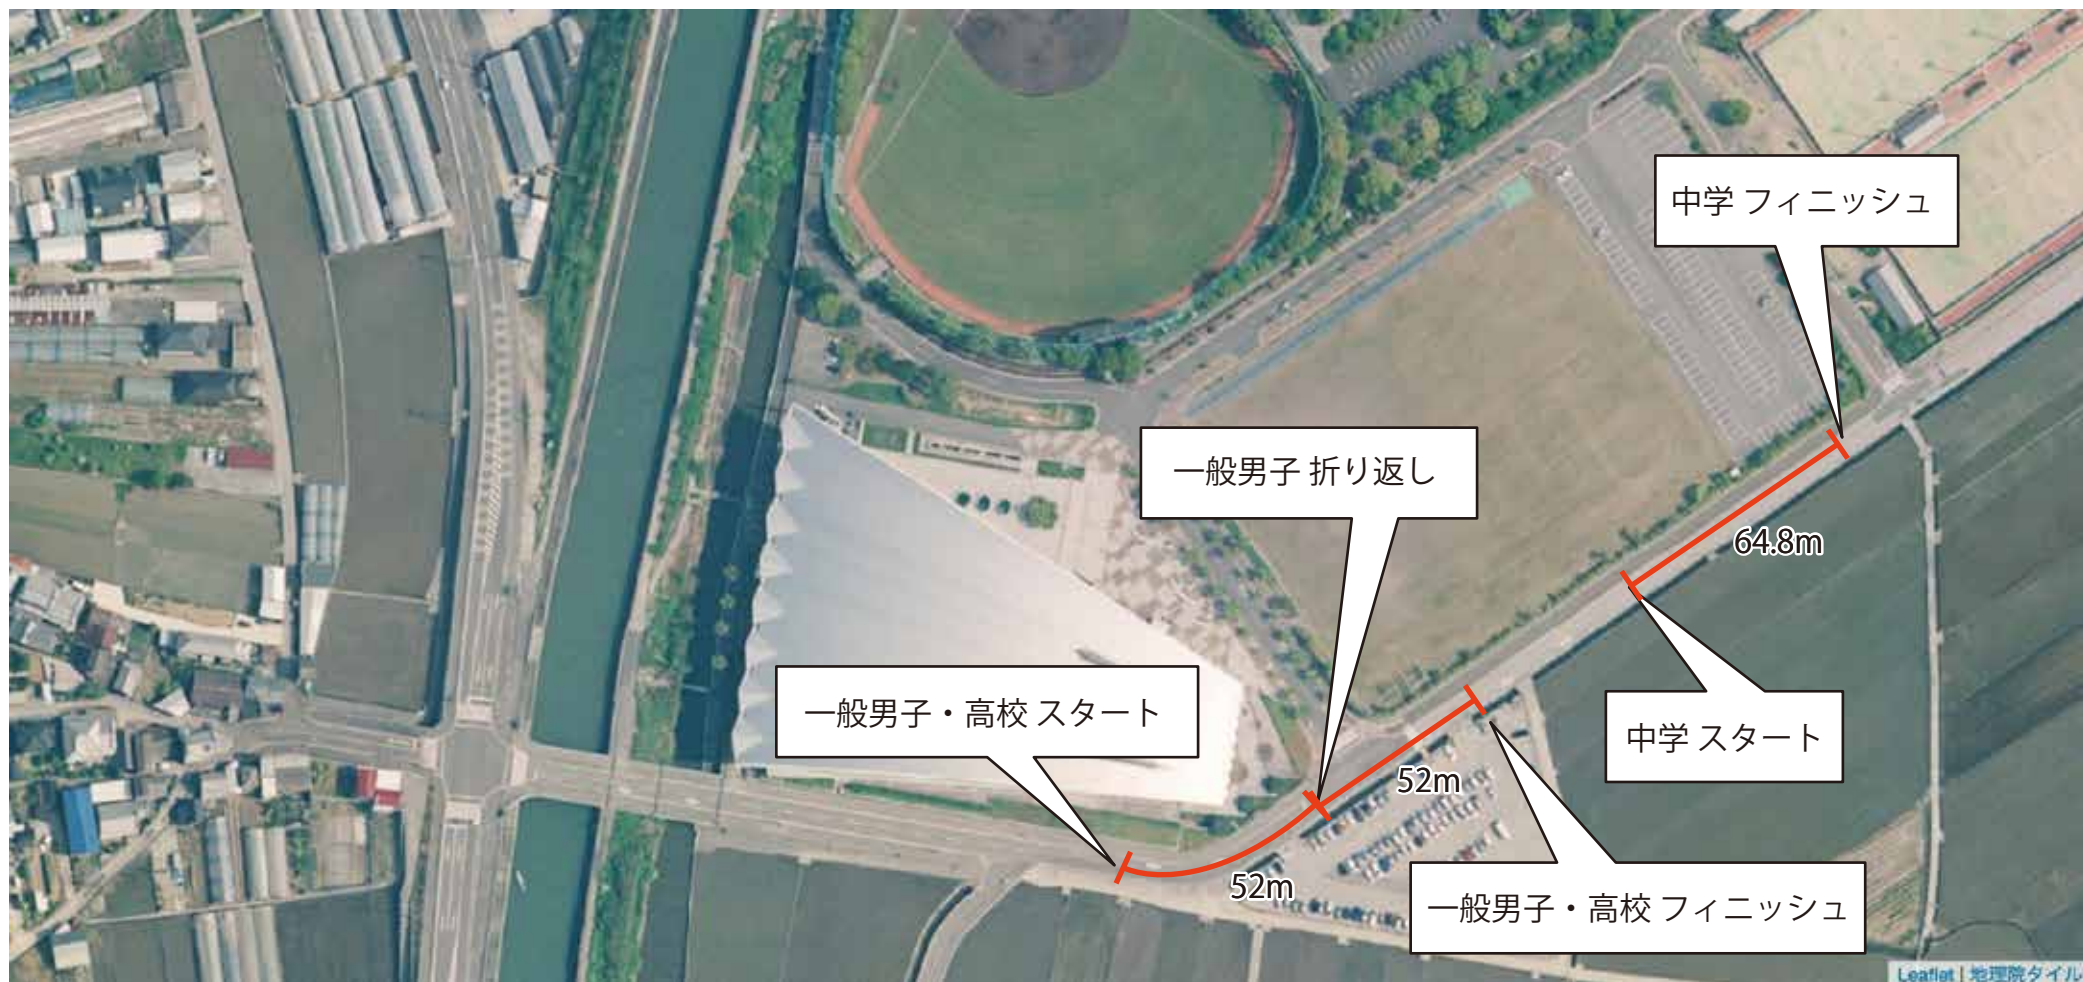 中学 フィニッシュ
一般男子 折り返し
64.8m
一般男子・高校 スタート
中学 スタート
52m
52m
一般男子・高校 フィニッシュ
Leaflet | 地理院タイル